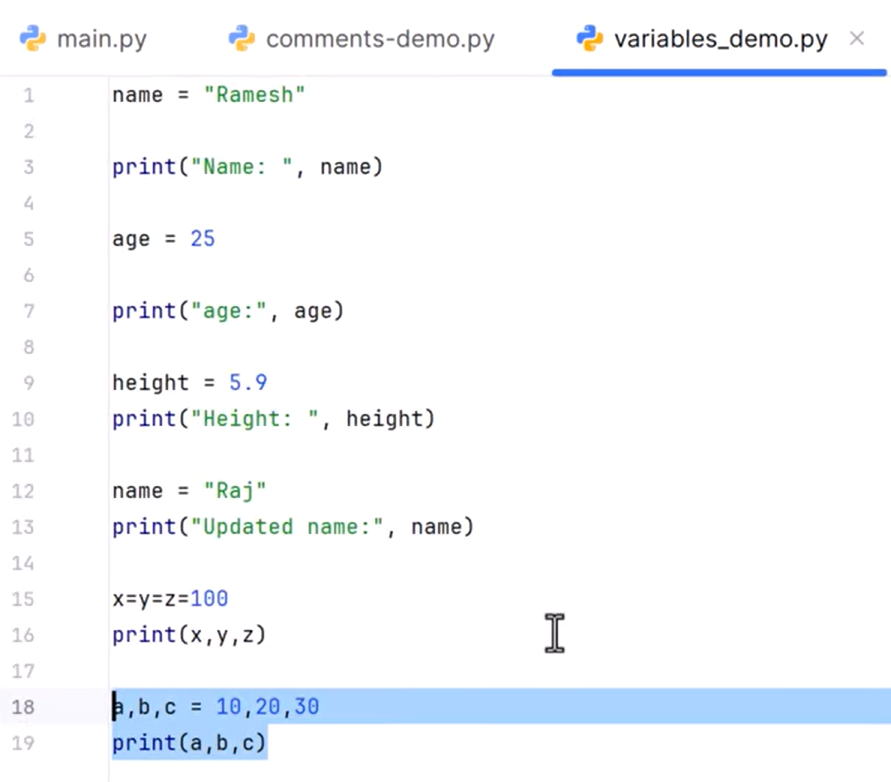 main.py comments-demo.py variables_demo.py
1 name = "Ramesh"
2
3 print("Name: ", name)
4
5 age = 25
6
7 print("age:", age)
8
9 height = 5.9
10 print("Height: ", height)
11
12 name = "Raj"
13 print("Updated name:", name)
14
15 x=y=z=100
16 print(x,y,z)
17
18 a,b,c = 10,20,30
19 print(a,b,c)